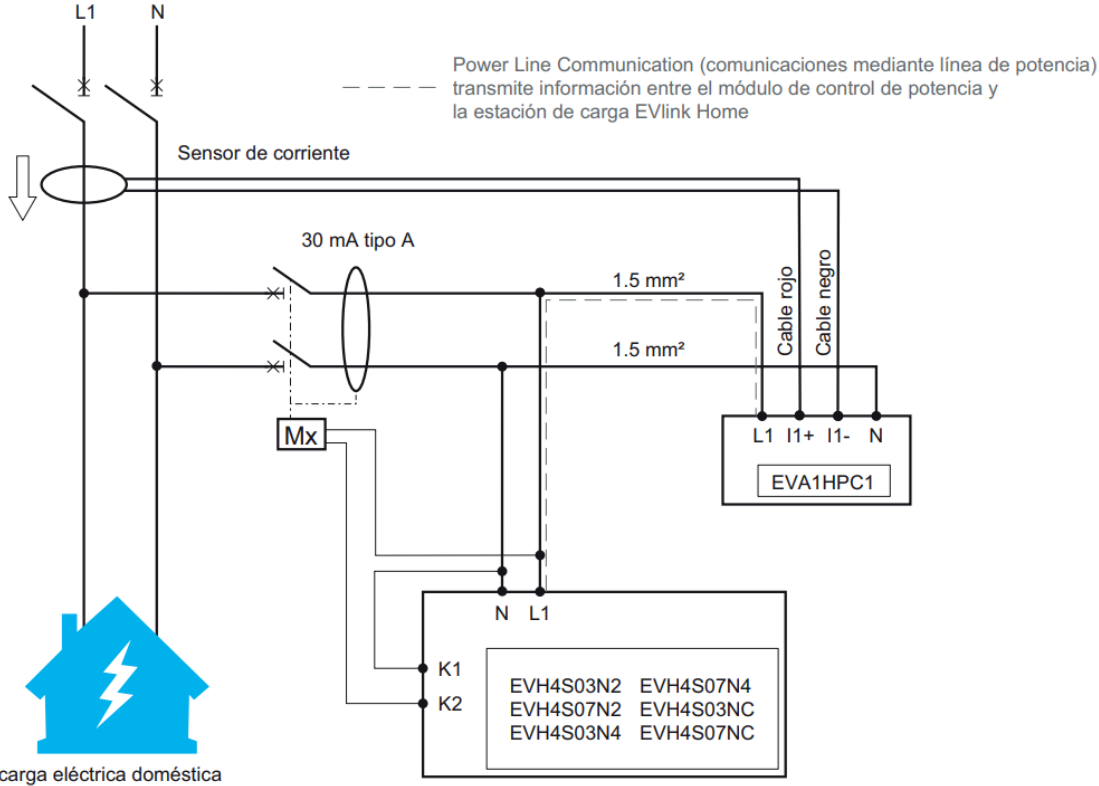 L1 N
Power Line Communication (comunicaciones mediante línea de potencia)
transmite información entre el módulo de control de potencia y
la estación de carga EVlink Home
Sensor de corriente
30 mA tipo A
1.5 mm²
1.5 mm²
Cable rojo
Cable negro
L1 I1+ I1- N
EVA1HPC1
Mx
N L1
K1
K2
EVH4S03N2 EVH4S07N4
EVH4S07N2 EVH4S03NC
EVH4S03N4 EVH4S07NC
carga eléctrica doméstica